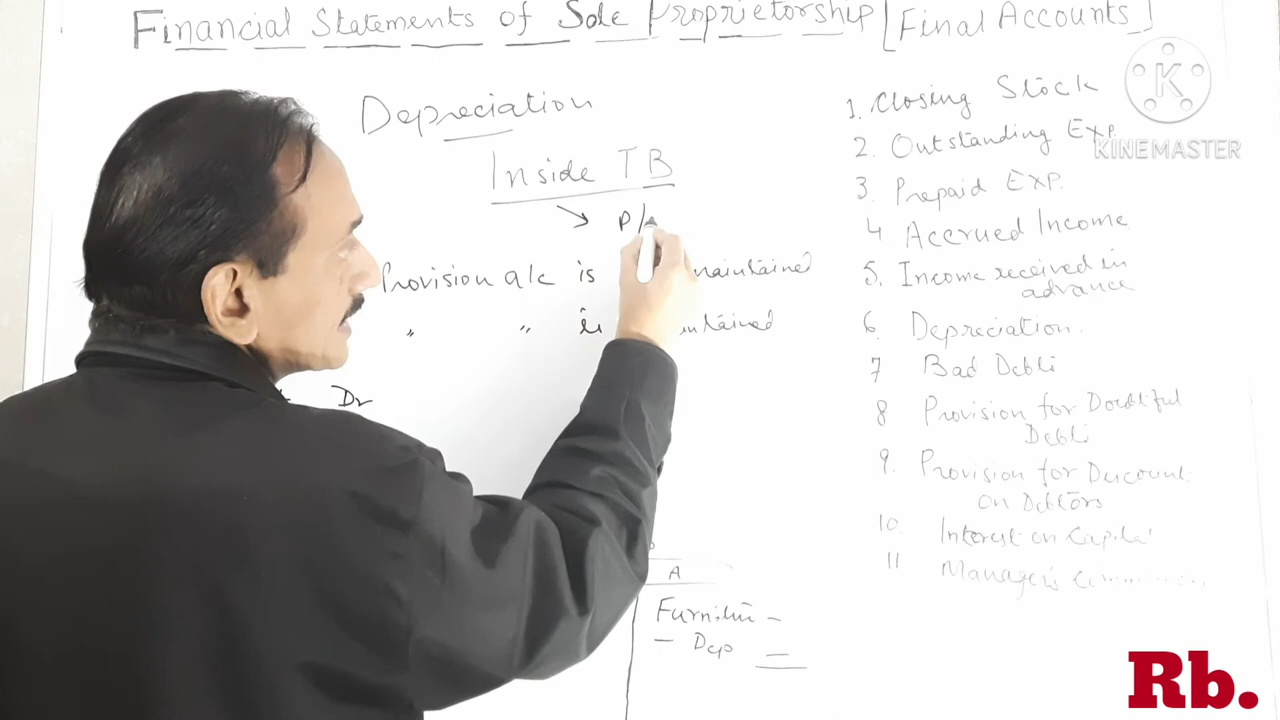 Financial Statements of Sole Proprietorship [Final Accounts]
Depreciation
Inside TB
P/
Provision a/c is maintained
" " is
Dr
A
Furniture -
- Dep
1. Closing Stock
2. Outstanding Exp.
3. Prepaid Exp.
4 Accrued Income
5. Income received in
advance
6. Depreciation.
7 Bad Debts
8 Provision for Doubtful
Debts
9. Provision for Discount
on Debtors
10. Interest on Capital
11 Manager's
K
KINEMASTER
Rb.